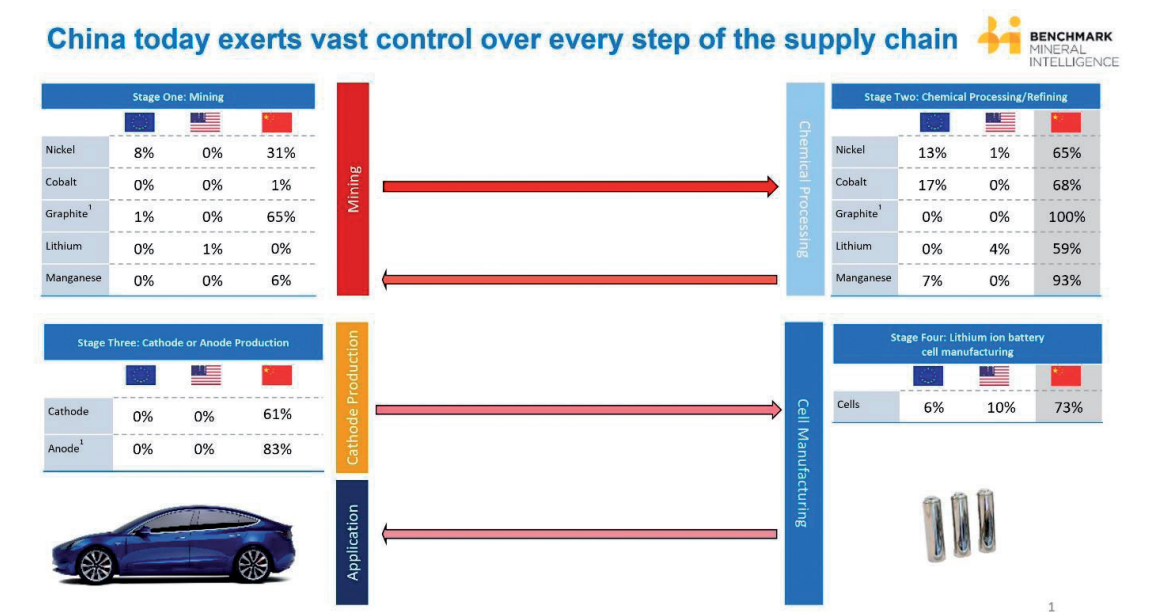 China today exerts vast control over every step of the supply chain
BENCHMARK
MINERAL
INTELLIGENCE
Stage One: Mining
Nickel 8% 0% 31%
Cobalt 0% 0% 1%
Graphite1 1% 0% 65%
Lithium 0% 1% 0%
Manganese 0% 0% 6%
Mining
Chemical Processing
Stage Two: Chemical Processing/Refining
Nickel 13% 1% 65%
Cobalt 17% 0% 68%
Graphite1 0% 0% 100%
Lithium 0% 4% 59%
Manganese 7% 0% 93%
Stage Three: Cathode or Anode Production
Cathode 0% 0% 61%
Anode1 0% 0% 83%
Cathode Production
Application
Cell Manufacturing
Stage Four: Lithium ion battery
cell manufacturing
Cells 6% 10% 73%
1